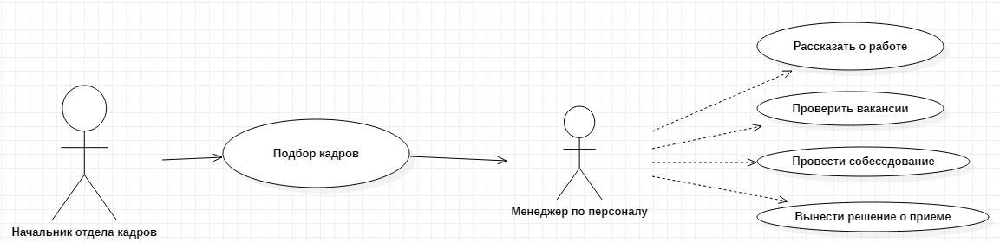 Рассказать о работе
Проверить вакансии
Подбор кадров
Провести собеседование
Менеджер по персоналу
Вынести решение о приеме
Начальник отдела кадров